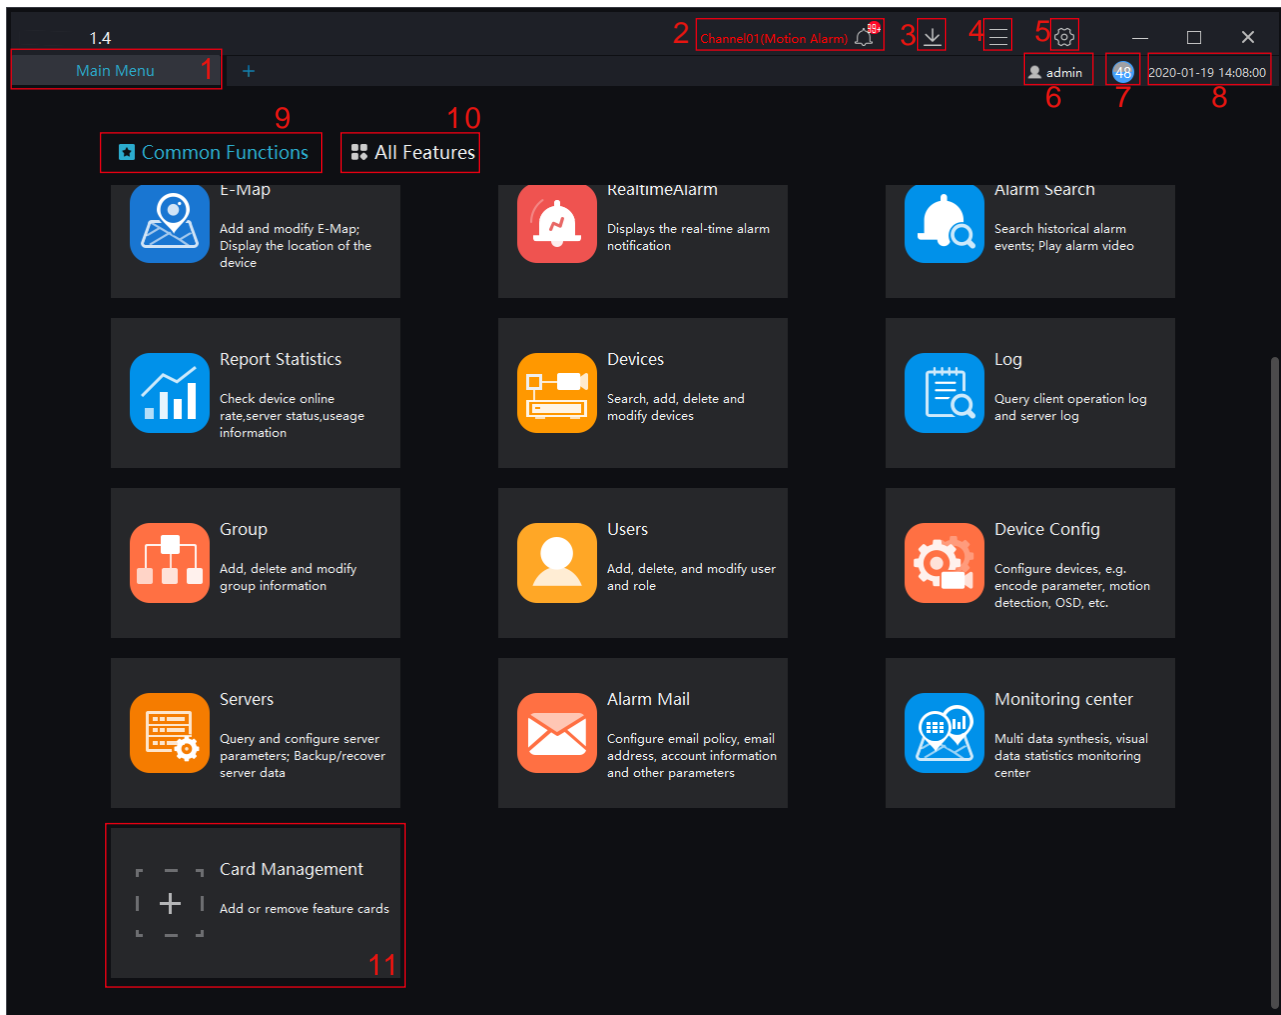 2 Channel01(Motion Alarm) 99+ 3 4 5
1.4
Main Menu 1 +
admin 48 2020-01-19 14:08:00
6 7 8
9 10
Common Functions All Features
E-Map
Add and modify E-Map;
Display the location of the
device
RealtimeAlarm
Displays the real-time alarm
notification
Alarm Search
Search historical alarm
events; Play alarm video
Report Statistics
Check device online
rate,server status,useage
information
Devices
Search, add, delete and
modify devices
Log
Query client operation log
and server log
Group
Add, delete and modify
group information
Users
Add, delete, and modify user
and role
Device Config
Configure devices, e.g.
encode parameter, motion
detection, OSD, etc.
Servers
Query and configure server
parameters; Backup/recover
server data
Alarm Mail
Configure email policy, email
address, account information
and other parameters
Monitoring center
Multi data synthesis, visual
data statistics monitoring
center
Card Management
Add or remove feature cards
11